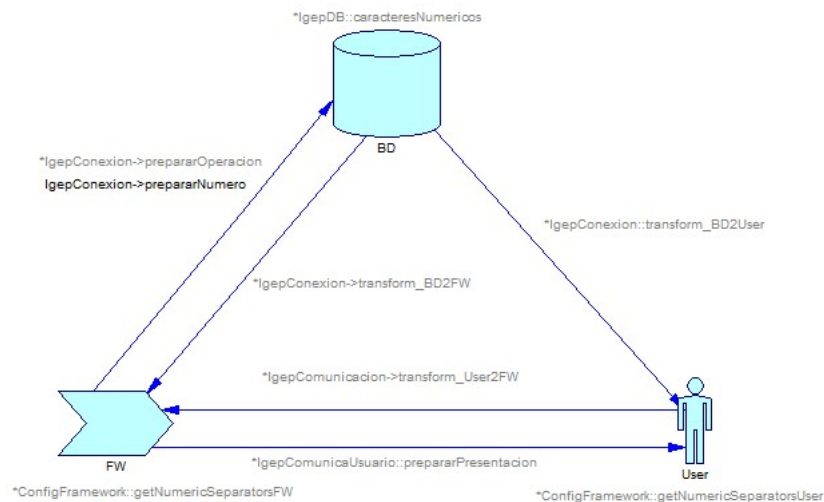 *IgepDB::caracteresNumericos
BD
*IgepConexion->prepararOperacion
IgepConexion->prepararNumero
*IgepConexion::transform_BD2User
*IgepConexion->transform_BD2FW
*IgepComunicacion->transform_User2FW
FW
*IgepComunicaUsuario::prepararPresentacion
User
*ConfigFramework::getNumericSeparatorsFW
*ConfigFramework::getNumericSeparatorsUser